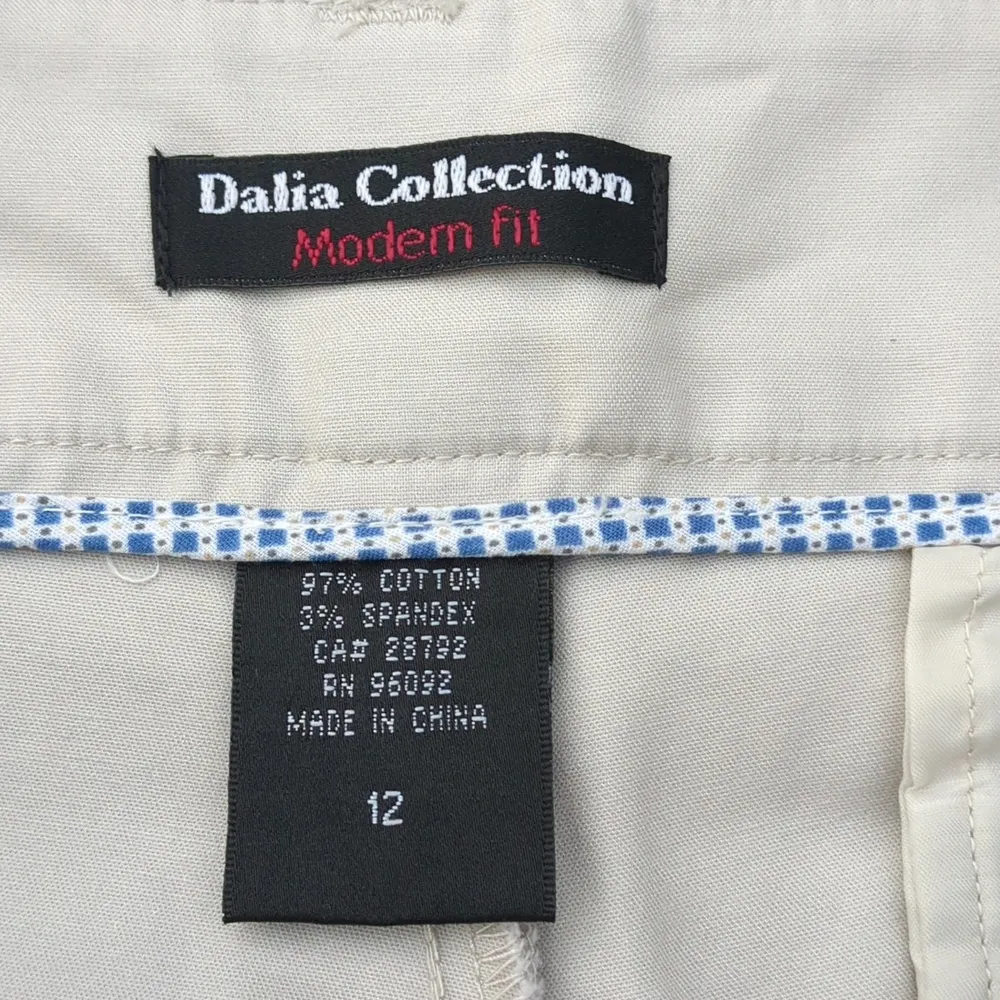 Dalia Collection
Modern fit
97% COTTON
3% SPANDEX
CA# 28792
RN 96092
MADE IN CHINA
12